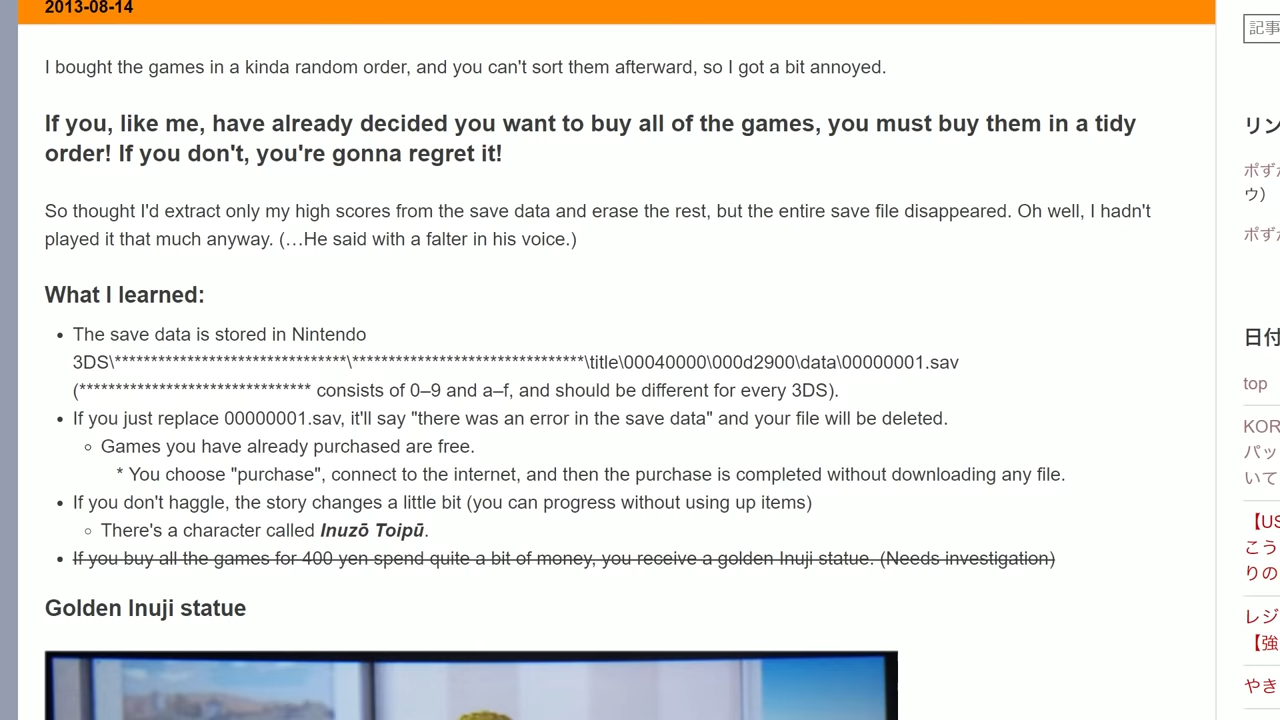 2013-08-14
I bought the games in a kinda random order, and you can't sort them afterward, so I got a bit annoyed.
If you, like me, have already decided you want to buy all of the games, you must buy them in a tidy
order! If you don't, you're gonna regret it!
So thought I'd extract only my high scores from the save data and erase the rest, but the entire save file disappeared. Oh well, I hadn't
played it that much anyway. (…He said with a falter in his voice.)
What I learned:
• The save data is stored in Nintendo
3DS\********************************\********************************\title\00040000\000d2900\data\00000001.sav
(******************************** consists of 0–9 and a–f, and should be different for every 3DS).
• If you just replace 00000001.sav, it'll say "there was an error in the save data" and your file will be deleted.
◦ Games you have already purchased are free.
* You choose "purchase", connect to the internet, and then the purchase is completed without downloading any file.
• If you don't haggle, the story changes a little bit (you can progress without using up items)
◦ There's a character called Inuzō Toipū.
• If you buy all the games for 400 yen spend quite a bit of money, you receive a golden Inuji statue. (Needs investigation)
Golden Inuji statue
記事
リン
ポず
ウ）
ポず
日付
top
KOR
パッ
いて
【US
こう
りの
レジ
【強
やき